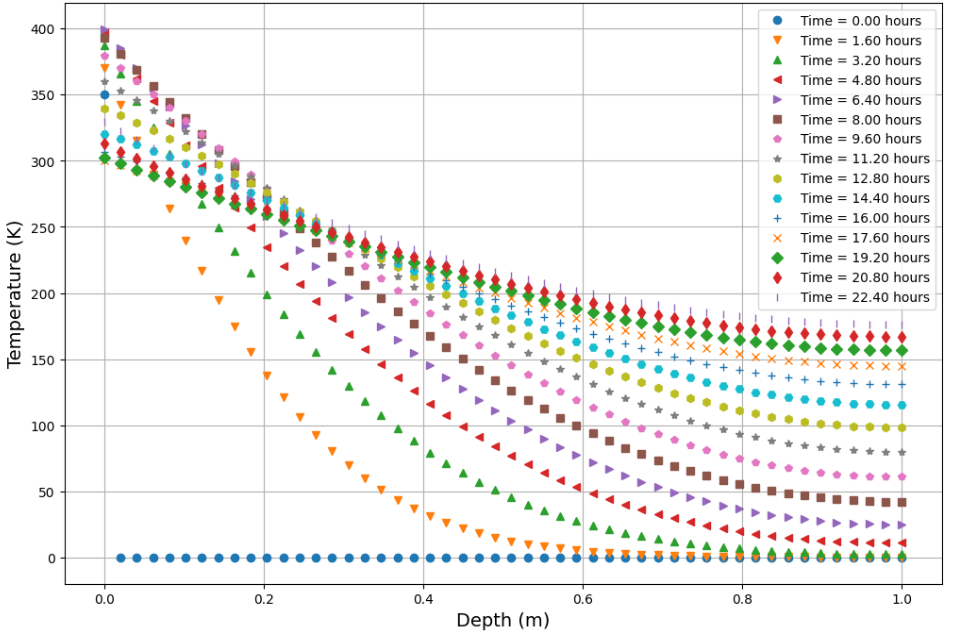 400
350
300
250
200
150
100
50
0
Temperature (K)
0.0
0.2
0.4
0.6
0.8
1.0
Depth (m)
Time = 0.00 hours
Time = 1.60 hours
Time = 3.20 hours
Time = 4.80 hours
Time = 6.40 hours
Time = 8.00 hours
Time = 9.60 hours
Time = 11.20 hours
Time = 12.80 hours
Time = 14.40 hours
Time = 16.00 hours
Time = 17.60 hours
Time = 19.20 hours
Time = 20.80 hours
Time = 22.40 hours